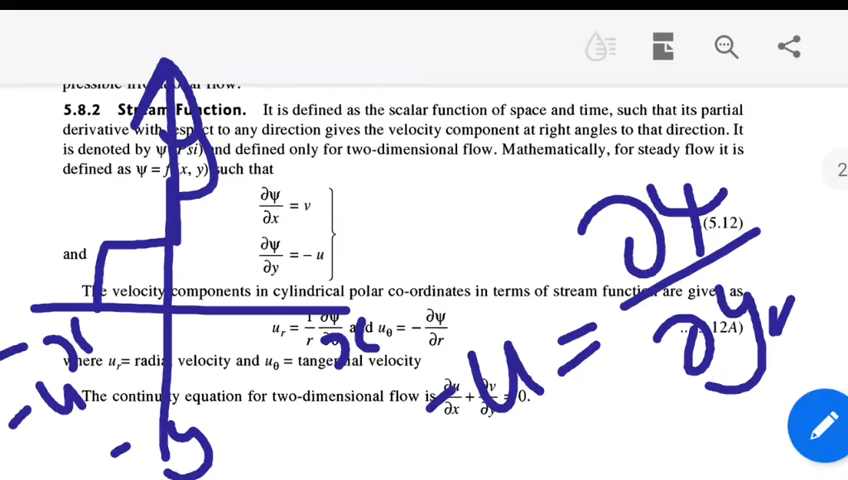 pressible irrotational flow.
5.8.2 Stream Function. It is defined as the scalar function of space and time, such that its partial
derivative with respect to any direction gives the velocity component at right angles to that direction. It
is denoted by ψ (Psi) and defined only for two-dimensional flow. Mathematically, for steady flow it is
defined as ψ = f(x, y) such that
∂ψ/∂x = v
...(5.12)
and ∂ψ/∂y = – u
The velocity components in cylindrical polar co-ordinates in terms of stream function are given as
u_r = 1/r ∂ψ/∂θ and u_θ = – ∂ψ/∂r
...(5.12A)
where u_r = radial velocity and u_θ = tangential velocity
The continuity equation for two-dimensional flow is ∂u/∂x + ∂v/∂y = 0.
y
-x
x
-u
-y
-u = ∂ψ/∂y
2